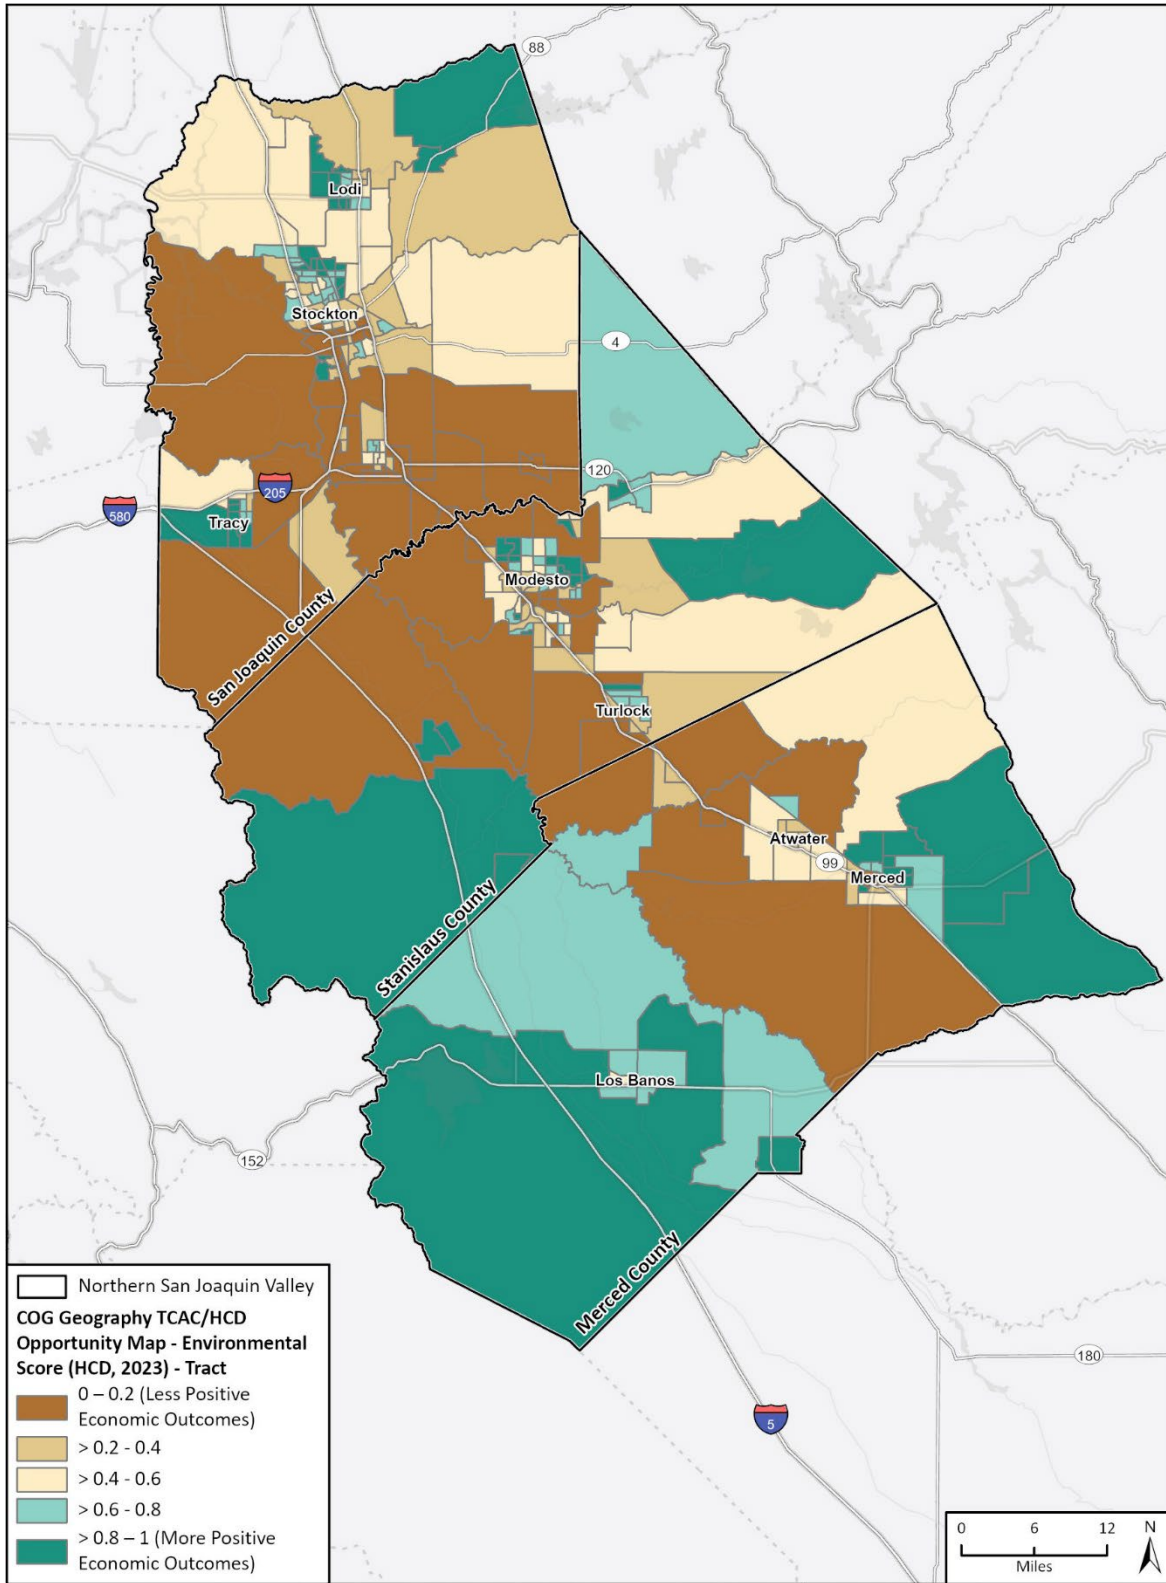 88
Lodi
Stockton
4
120
205
580
Tracy
Modesto
San Joaquin County
Turlock
Atwater
99
Merced
Stanislaus County
Los Banos
152
Merced County
180
5
Northern San Joaquin Valley
COG Geography TCAC/HCD
Opportunity Map - Environmental
Score (HCD, 2023) - Tract
0 – 0.2 (Less Positive
Economic Outcomes)
> 0.2 - 0.4
> 0.4 - 0.6
> 0.6 - 0.8
> 0.8 – 1 (More Positive
Economic Outcomes)
0 6 12
Miles
N